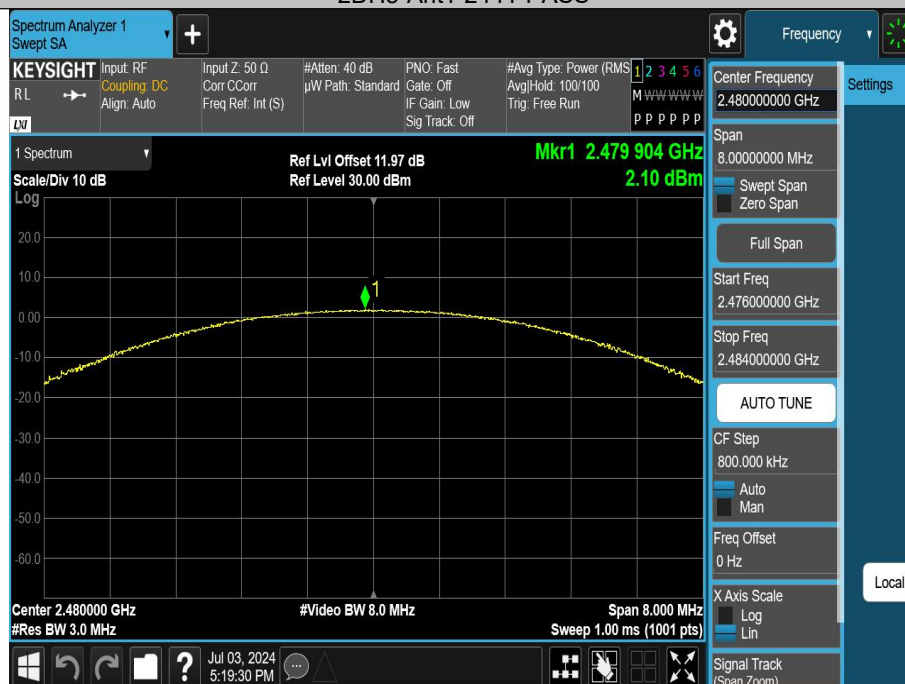 Spectrum Analyzer 1
Swept SA
Frequency
KEYSIGHT
RL
LXI
Input: RF
Coupling: DC
Align: Auto
Input Z: 50 Ω
Corr CCorr
Freq Ref: Int (S)
#Atten: 40 dB
µW Path: Standard
PNO: Fast
Gate: Off
IF Gain: Low
Sig Track: Off
#Avg Type: Power (RMS
Avg|Hold: 100/100
Trig: Free Run
1 2 3 4 5 6
M W W W W W
P P P P P P
Center Frequency
2.480000000 GHz
Settings
Span
8.00000000 MHz
Swept Span
Zero Span
Full Span
Start Freq
2.476000000 GHz
Stop Freq
2.484000000 GHz
AUTO TUNE
CF Step
800.000 kHz
Auto
Man
Freq Offset
0 Hz
Local
X Axis Scale
Log
Lin
Signal Track
(Span Zoom)
1 Spectrum
Scale/Div 10 dB
Log
Ref Lvl Offset 11.97 dB
Ref Level 30.00 dBm
Mkr1 2.479 904 GHz
2.10 dBm
20.0
10.0
1
0.00
-10.0
-20.0
-30.0
-40.0
-50.0
-60.0
Center 2.480000 GHz
#Res BW 3.0 MHz
#Video BW 8.0 MHz
Span 8.000 MHz
Sweep 1.00 ms (1001 pts)
?
Jul 03, 2024
5:19:30 PM